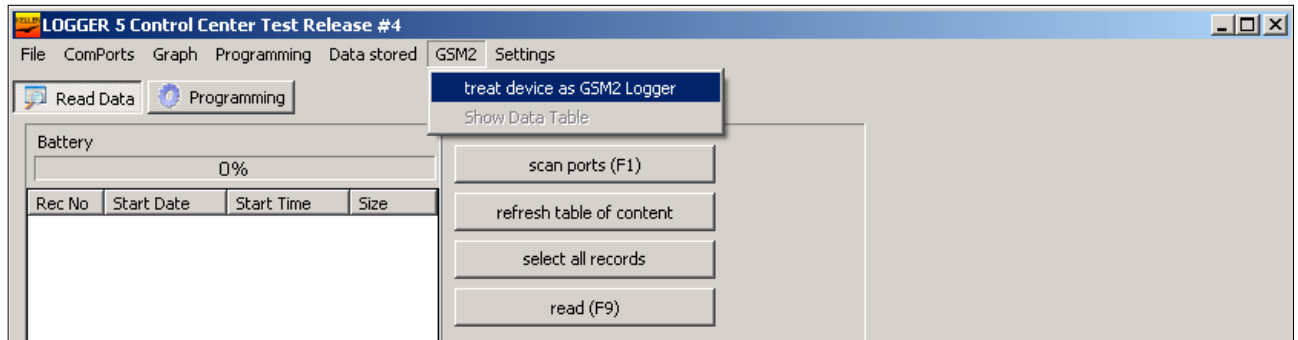 KELLER LOGGER 5 Control Center Test Release #4
File ComPorts Graph Programming Data stored GSM2 Settings
treat device as GSM2 Logger
Show Data Table
Read Data Programming
Battery
0%
Rec No Start Date Start Time Size
scan ports (F1)
refresh table of content
select all records
read (F9)